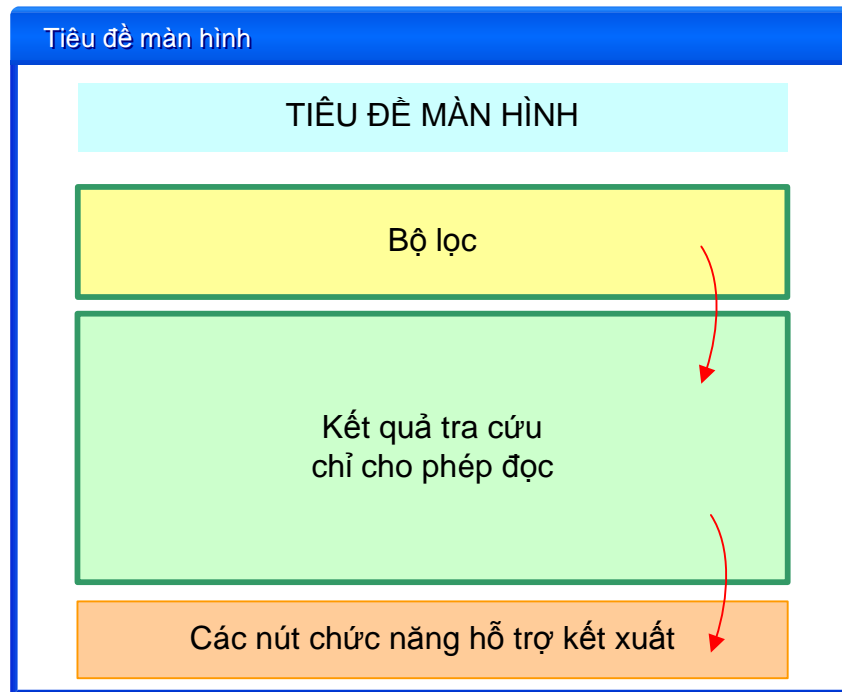 Tiêu đề màn hình
TIÊU ĐỀ MÀN HÌNH
Bộ lọc
Kết quả tra cứu
chỉ cho phép đọc
Các nút chức năng hỗ trợ kết xuất